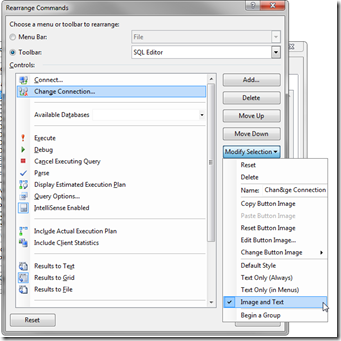 Rearrange Commands
Choose a menu or toolbar to rearrange:
Menu Bar:
File
Toolbar:
SQL Editor
Controls:
Connect...
Change Connection...
Available Databases
Execute
Debug
Cancel Executing Query
Parse
Display Estimated Execution Plan
Query Options...
IntelliSense Enabled
Include Actual Execution Plan
Include Client Statistics
Results to Text
Results to Grid
Results to File
Add...
Delete
Move Up
Move Down
Modify Selection
Reset
Delete
Name: Chan&ge Connection
Copy Button Image
Paste Button Image
Reset Button Image
Edit Button Image...
Change Button Image
Default Style
Text Only (Always)
Text Only (in Menus)
Image and Text
Begin a Group
Reset